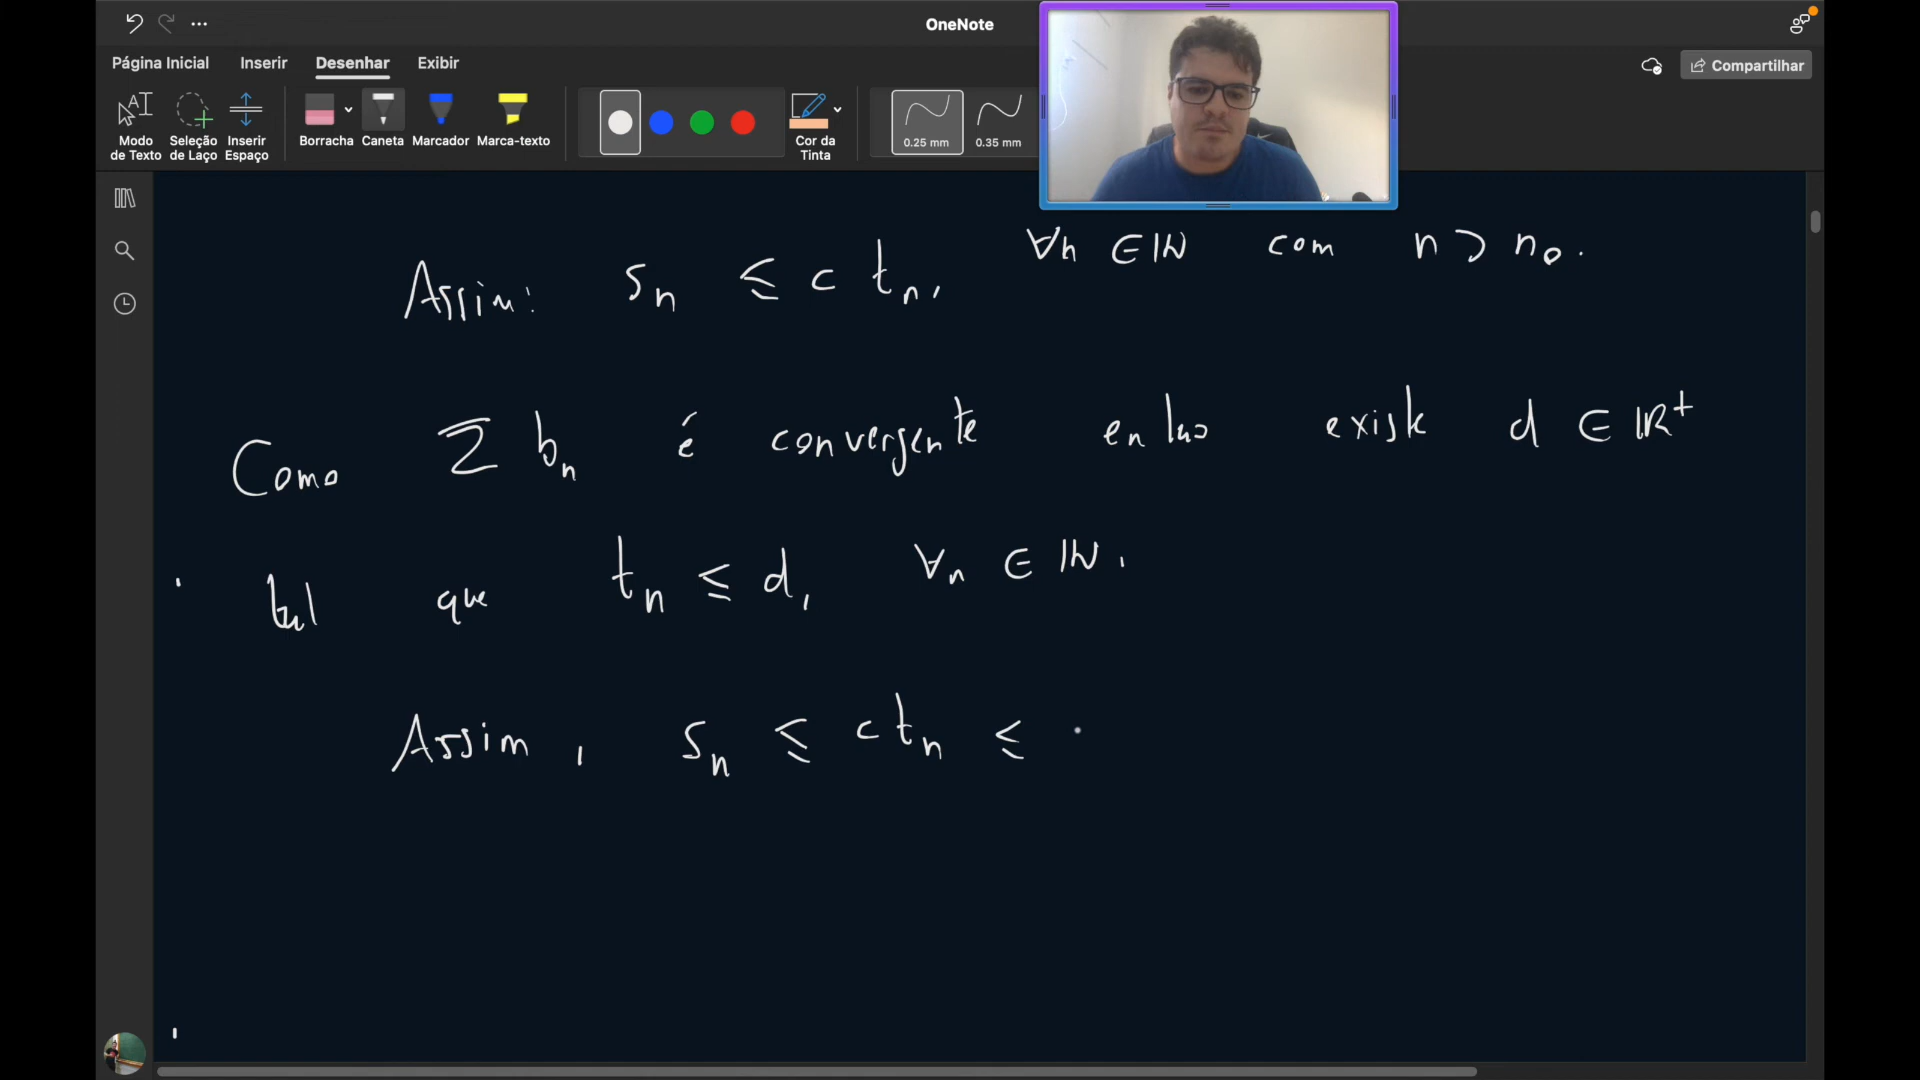 OneNote
Página Inicial Inserir Desenhar Exibir
Compartilhar
Modo de Texto
Seleção de Laço
Inserir Espaço
Borracha Caneta Marcador Marca-texto
Cor da Tinta
0.25 mm 0.35 mm
Assim: sₙ ≤ c tₙ, ∀n ∈ ℕ com n > n₀.
Como Σ bₙ é convergente entao existe d ∈ ℝ⁺
tal que tₙ ≤ d, ∀n ∈ ℕ.
Assim, sₙ ≤ c tₙ ≤